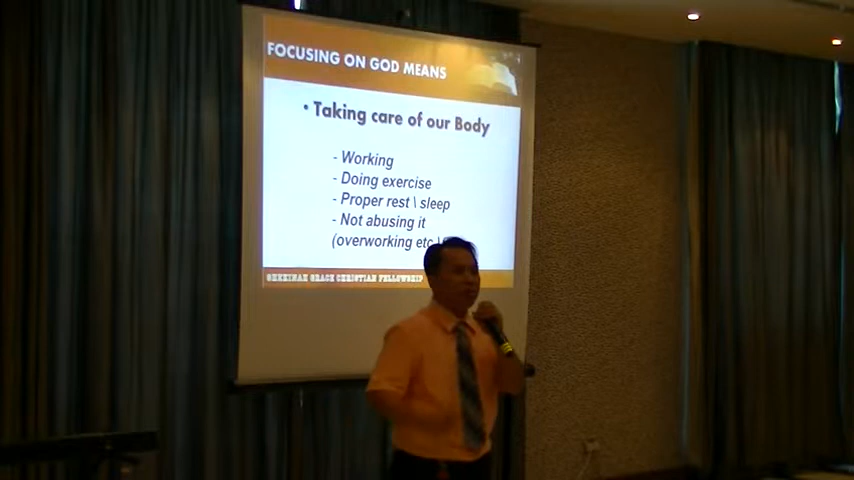 FOCUSING ON GOD MEANS
• Taking care of our Body
- Working
- Doing exercise
- Proper rest \ sleep
- Not abusing it
(overworking etc \
SHEKINAH GRACE CHRISTIAN FELLOWSHIP